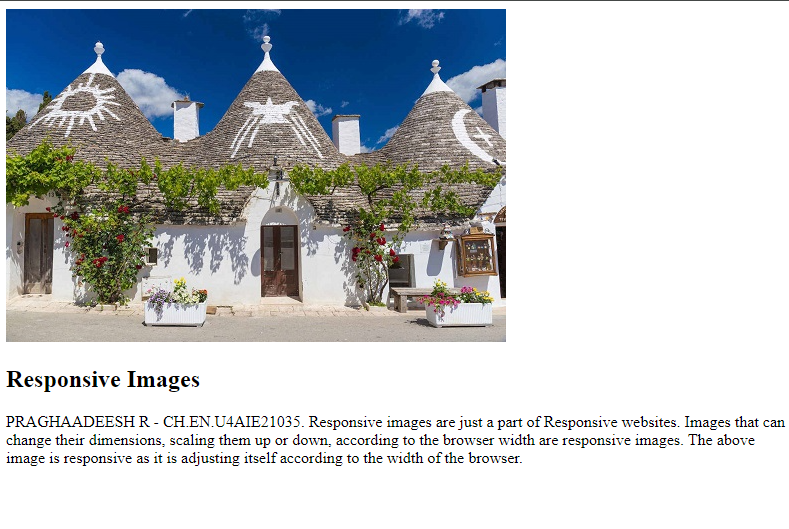 Responsive Images
PRAGHAADEESH R - CH.EN.U4AIE21035. Responsive images are just a part of Responsive websites. Images that can
change their dimensions, scaling them up or down, according to the browser width are responsive images. The above
image is responsive as it is adjusting itself according to the width of the browser.